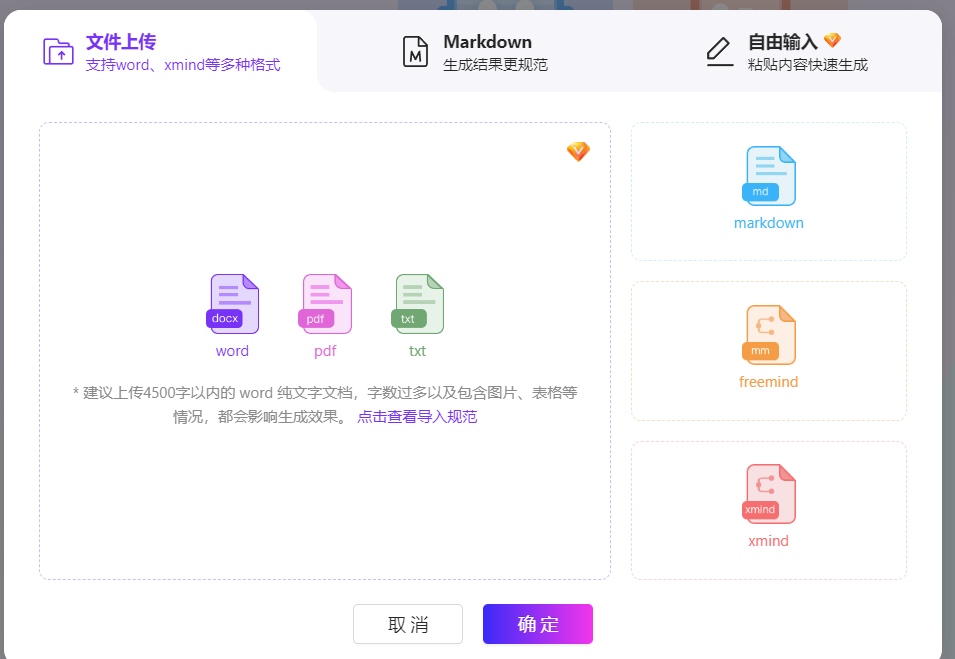 文件上传
支持word、xmind等多种格式
Markdown
生成结果更规范
自由输入
粘贴内容快速生成
docx
word
pdf
pdf
txt
txt
* 建议上传4500字以内的 word 纯文字文档，字数过多以及包含图片、表格等
情况，都会影响生成效果。 点击查看导入规范
md
markdown
mm
freemind
xmind
xmind
取消
确定